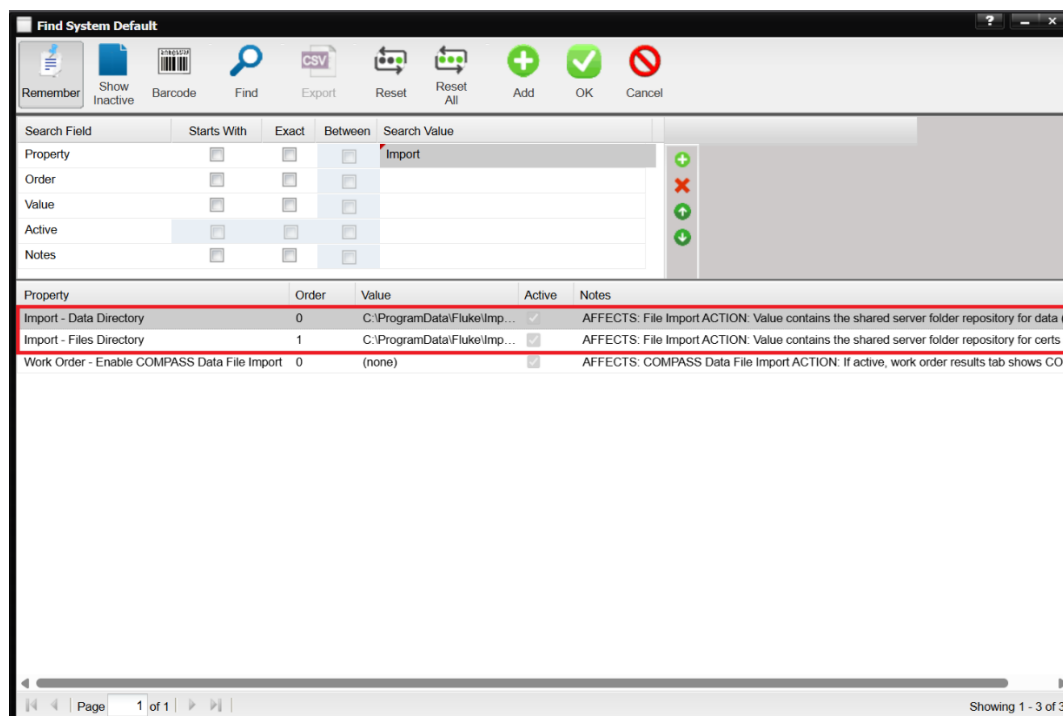 Find System Default
?
Remember
Show Inactive
Barcode
Find
CSV
Export
Reset
Reset All
Add
OK
Cancel
Search Field Starts With Exact Between Search Value
Property Import
Order
Value
Active
Notes
Property Order Value Active Notes
Import - Data Directory 0 C:\ProgramData\Fluke\Imp... AFFECTS: File Import ACTION: Value contains the shared server folder repository for data (
Import - Files Directory 1 C:\ProgramData\Fluke\Imp... AFFECTS: File Import ACTION: Value contains the shared server folder repository for certs
Work Order - Enable COMPASS Data File Import 0 (none) AFFECTS: COMPASS Data File Import ACTION: If active, work order results tab shows CO
Page 1 of 1 Showing 1 - 3 of 3